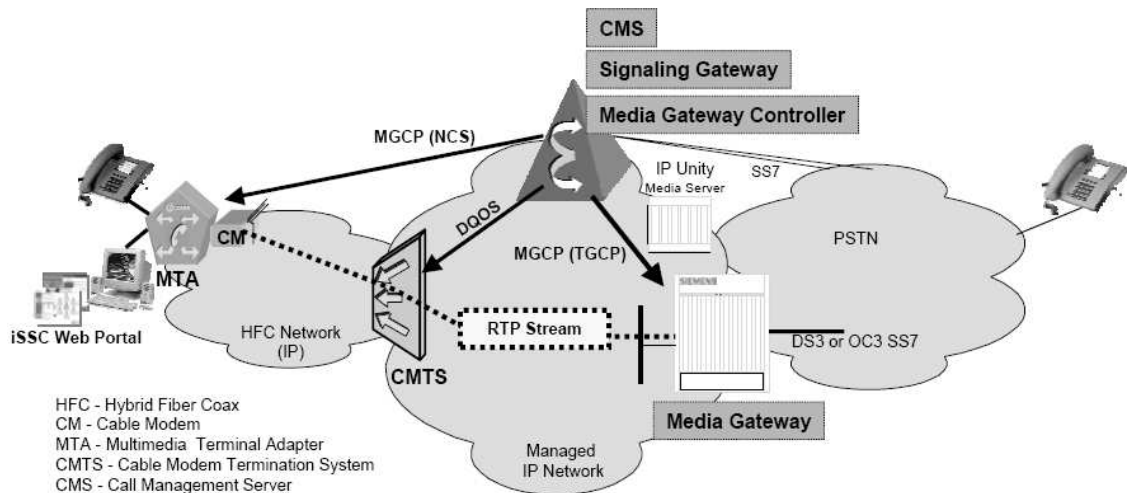 CMS
Signaling Gateway
Media Gateway Controller
MGCP (NCS)
IP Unity
Media Server
SS7
DQOS
MGCP (TGCP)
PSTN
CM
MTA
SIEMENS
iSSC Web Portal
HFC Network
(IP)
RTP Stream
DS3 or OC3 SS7
CMTS
Media Gateway
Managed
IP Network
HFC - Hybrid Fiber Coax
CM - Cable Modem
MTA - Multimedia Terminal Adapter
CMTS - Cable Modem Termination System
CMS - Call Management Server